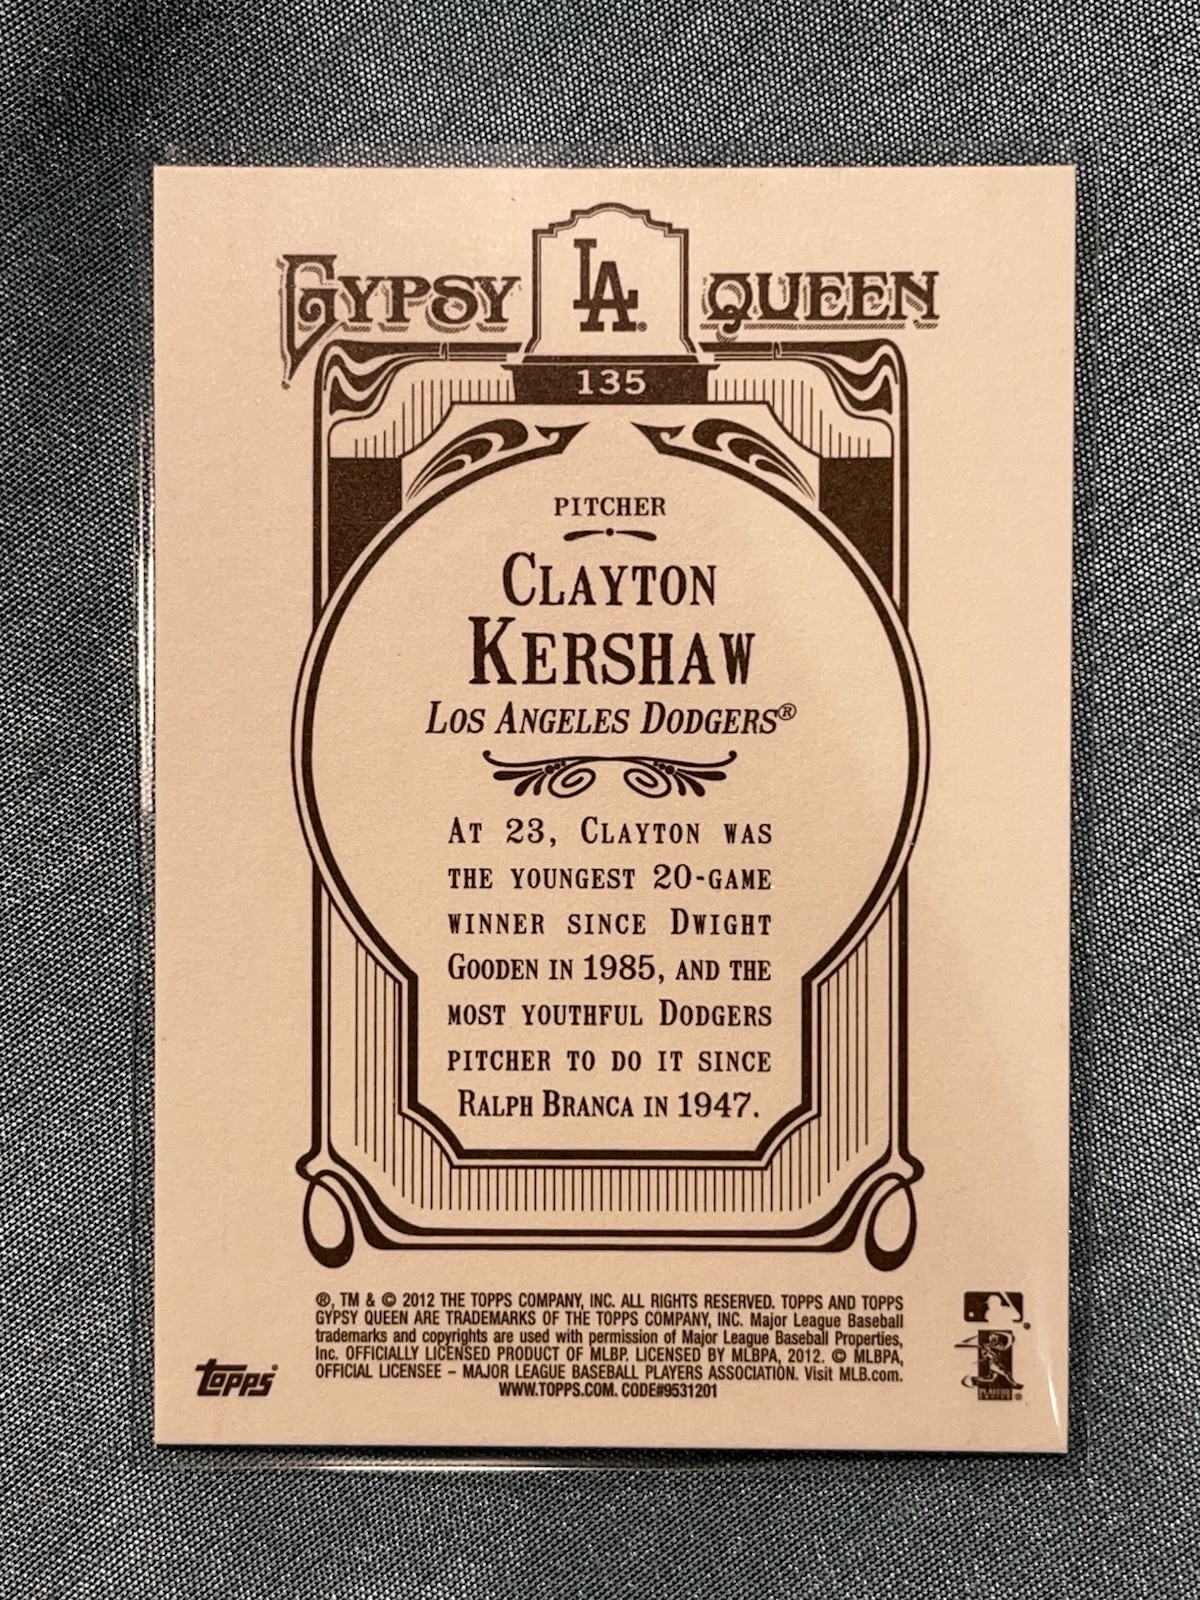 GYPSY LA® QUEEN
135
PITCHER
CLAYTON
KERSHAW
LOS ANGELES DODGERS®
AT 23, CLAYTON WAS
THE YOUNGEST 20-GAME
WINNER SINCE DWIGHT
GOODEN IN 1985, AND THE
MOST YOUTHFUL DODGERS
PITCHER TO DO IT SINCE
RALPH BRANCA IN 1947.
®, TM & © 2012 THE TOPPS COMPANY, INC. ALL RIGHTS RESERVED. TOPPS AND TOPPS
GYPSY QUEEN ARE TRADEMARKS OF THE TOPPS COMPANY, INC. Major League Baseball
trademarks and copyrights are used with permission of Major League Baseball Properties,
Inc. OFFICIALLY LICENSED PRODUCT OF MLBP. LICENSED BY MLBPA, 2012. © MLBPA,
OFFICIAL LICENSEE – MAJOR LEAGUE BASEBALL PLAYERS ASSOCIATION. Visit MLB.com.
WWW.TOPPS.COM. CODE#9531201
Topps®